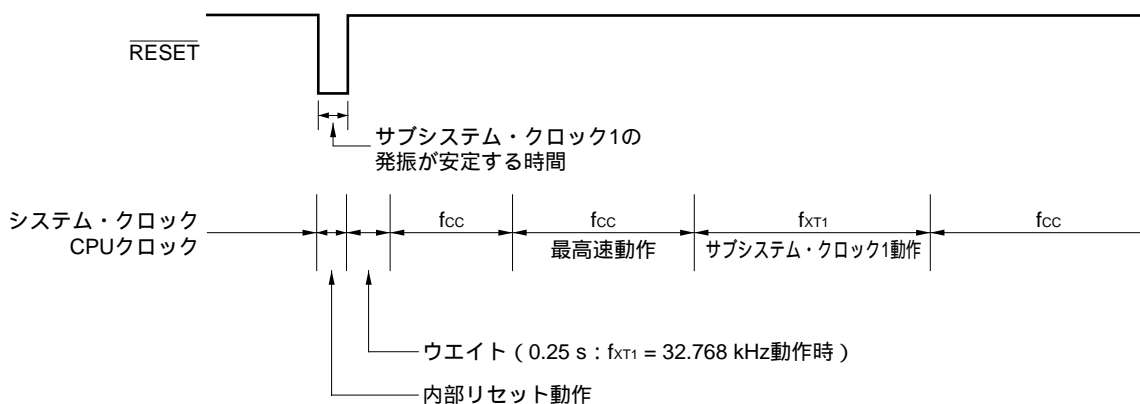 RESET
サブシステム・クロック1の
発振が安定する時間
システム・クロック
CPUクロック
fCC
fCC
最高速動作
fXT1
サブシステム・クロック1動作
fCC
ウエイト（0.25 s：fXT1 = 32.768 kHz動作時）
内部リセット動作